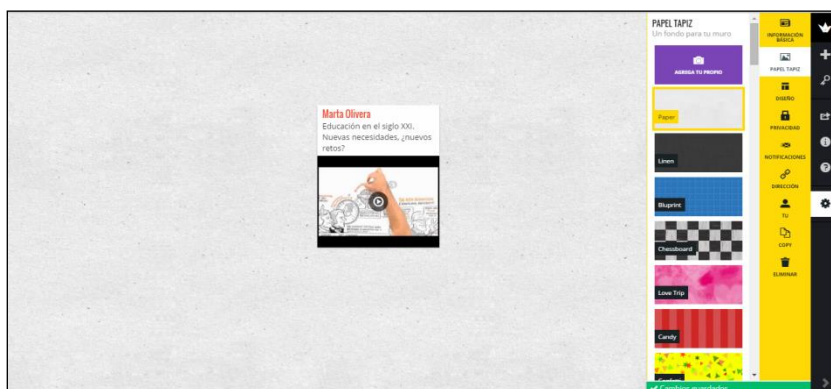 Marta Olivera
Educación en el siglo XXI.
Nuevas necesidades, ¿nuevos
retos?
PAPEL TAPIZ
Un fondo para tu muro
AGREGA TU PROPIO
Paper
Linen
Bluprint
Chessboard
Love Trip
Candy
Cambios guardados
INFORMACIÓN
BÁSICA
PAPEL TAPIZ
DISEÑO
PRIVACIDAD
NOTIFICACIONES
DIRECCIÓN
TU
COPY
ELIMINAR